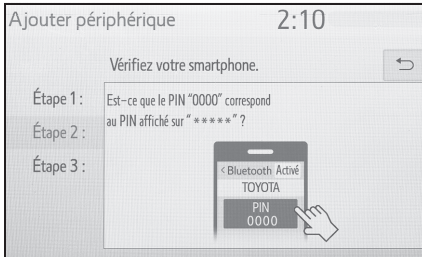 Ajouter périphérique 2:10
Vérifiez votre smartphone.
Étape 1 :
Étape 2 :
Étape 3 :
Est-ce que le PIN "0000" correspond
au PIN affiché sur " ***** " ?
< Bluetooth Activé
TOYOTA
PIN
0000